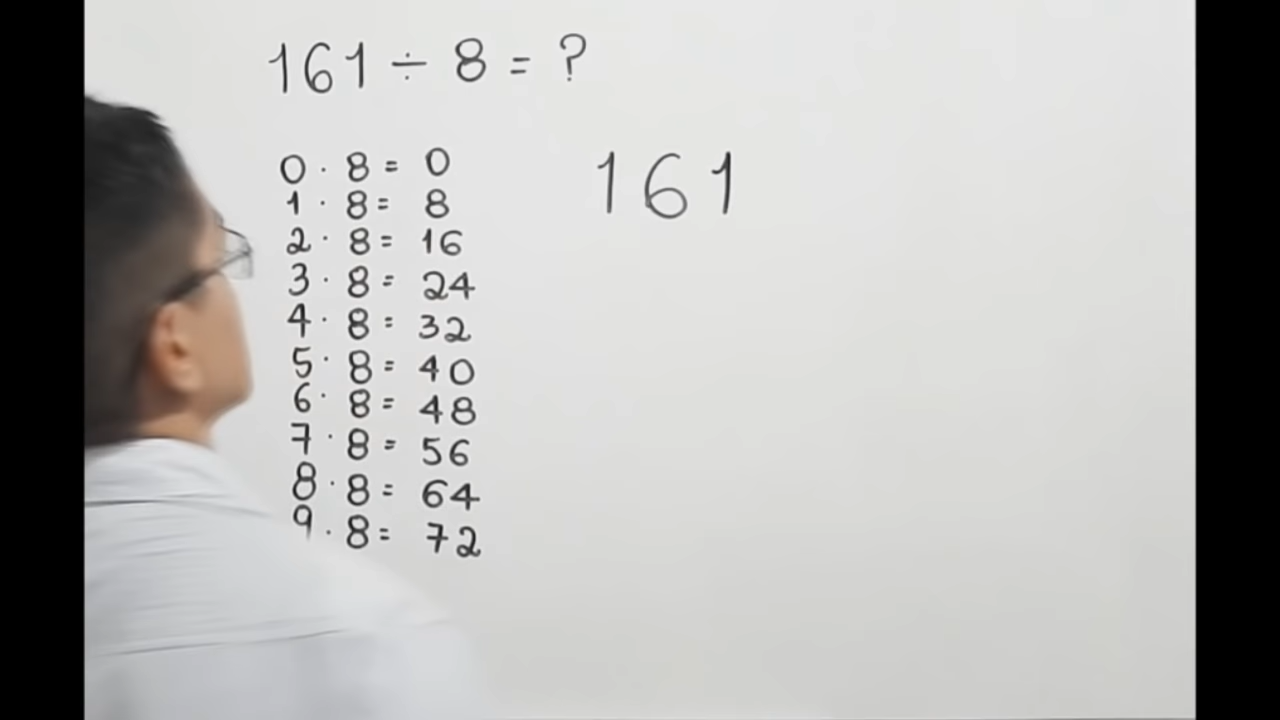 161 ÷ 8 = ?
0 · 8 = 0
1 · 8 = 8
2 · 8 = 16
3 · 8 = 24
4 · 8 = 32
5 · 8 = 40
6 · 8 = 48
7 · 8 = 56
8 · 8 = 64
9 · 8 = 72
161